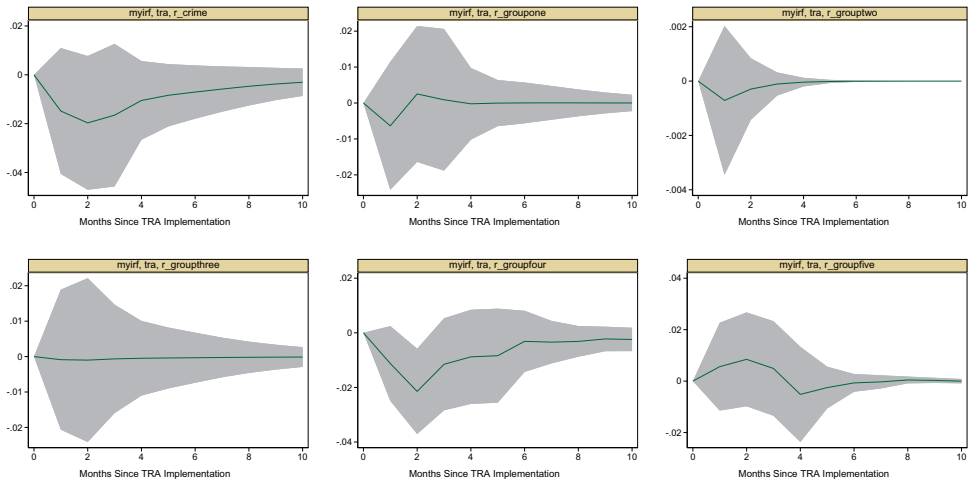 myirf, tra, r_crime
.02
0
-.02
-.04
0 2 4 6 8 10
Months Since TRA Implementation
myirf, tra, r_groupone
.02
.01
0
-.01
-.02
0 2 4 6 8 10
Months Since TRA Implementation
myirf, tra, r_grouptwo
.002
0
-.002
-.004
0 2 4 6 8 10
Months Since TRA Implementation
myirf, tra, r_groupthree
.02
.01
0
-.01
-.02
0 2 4 6 8 10
Months Since TRA Implementation
myirf, tra, r_groupfour
.02
0
-.02
-.04
0 2 4 6 8 10
Months Since TRA Implementation
myirf, tra, r_groupfive
.04
.02
0
-.02
0 2 4 6 8 10
Months Since TRA Implementation